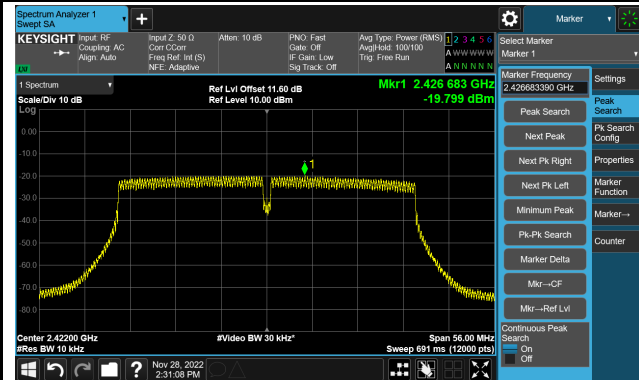 Spectrum Analyzer 1
Swept SA
Marker
KEYSIGHT
Input: RF
Coupling: AC
Align: Auto
Input Z: 50 Ω
Corr CCorr
Freq Ref: Int (S)
NFE: Adaptive
Atten: 10 dB
PNO: Fast
Gate: Off
IF Gain: Low
Sig Track: Off
Avg Type: Power (RMS)
Avg|Hold: 100/100
Trig: Free Run
1 2 3 4 5 6
A W W W W W
A N N N N N
LXI
Select Marker
Marker 1
1 Spectrum
Scale/Div 10 dB
Log
Ref Lvl Offset 11.60 dB
Ref Level 10.00 dBm
Mkr1 2.426 683 GHz
-19.799 dBm
0.00
-10.0
-20.0
-30.0
-40.0
-50.0
-60.0
-70.0
-80.0
1
Center 2.42200 GHz
#Res BW 10 kHz
#Video BW 30 kHz*
Span 56.00 MHz
Sweep 691 ms (12000 pts)
Nov 28, 2022
2:31:08 PM
Marker Frequency
2.426683390 GHz
Peak Search
Next Peak
Next Pk Right
Next Pk Left
Minimum Peak
Pk-Pk Search
Marker Delta
Mkr→CF
Mkr→Ref Lvl
Continuous Peak
Search
On
Off
Settings
Peak
Search
Pk Search
Config
Properties
Marker
Function
Marker→
Counter